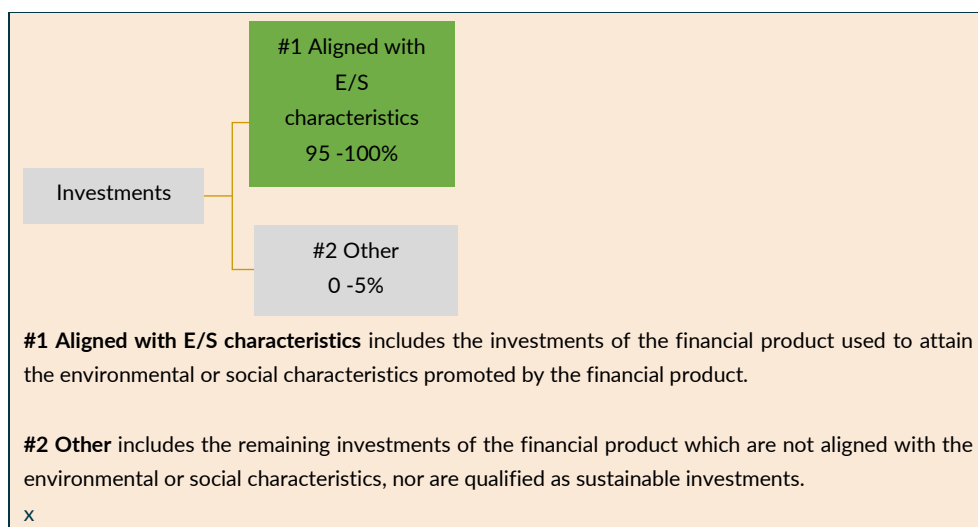 #1 Aligned with
E/S
characteristics
95 -100%
Investments
#2 Other
0 -5%
#1 Aligned with E/S characteristics includes the investments of the financial product used to attain
the environmental or social characteristics promoted by the financial product.
#2 Other includes the remaining investments of the financial product which are not aligned with the
environmental or social characteristics, nor are qualified as sustainable investments.
x